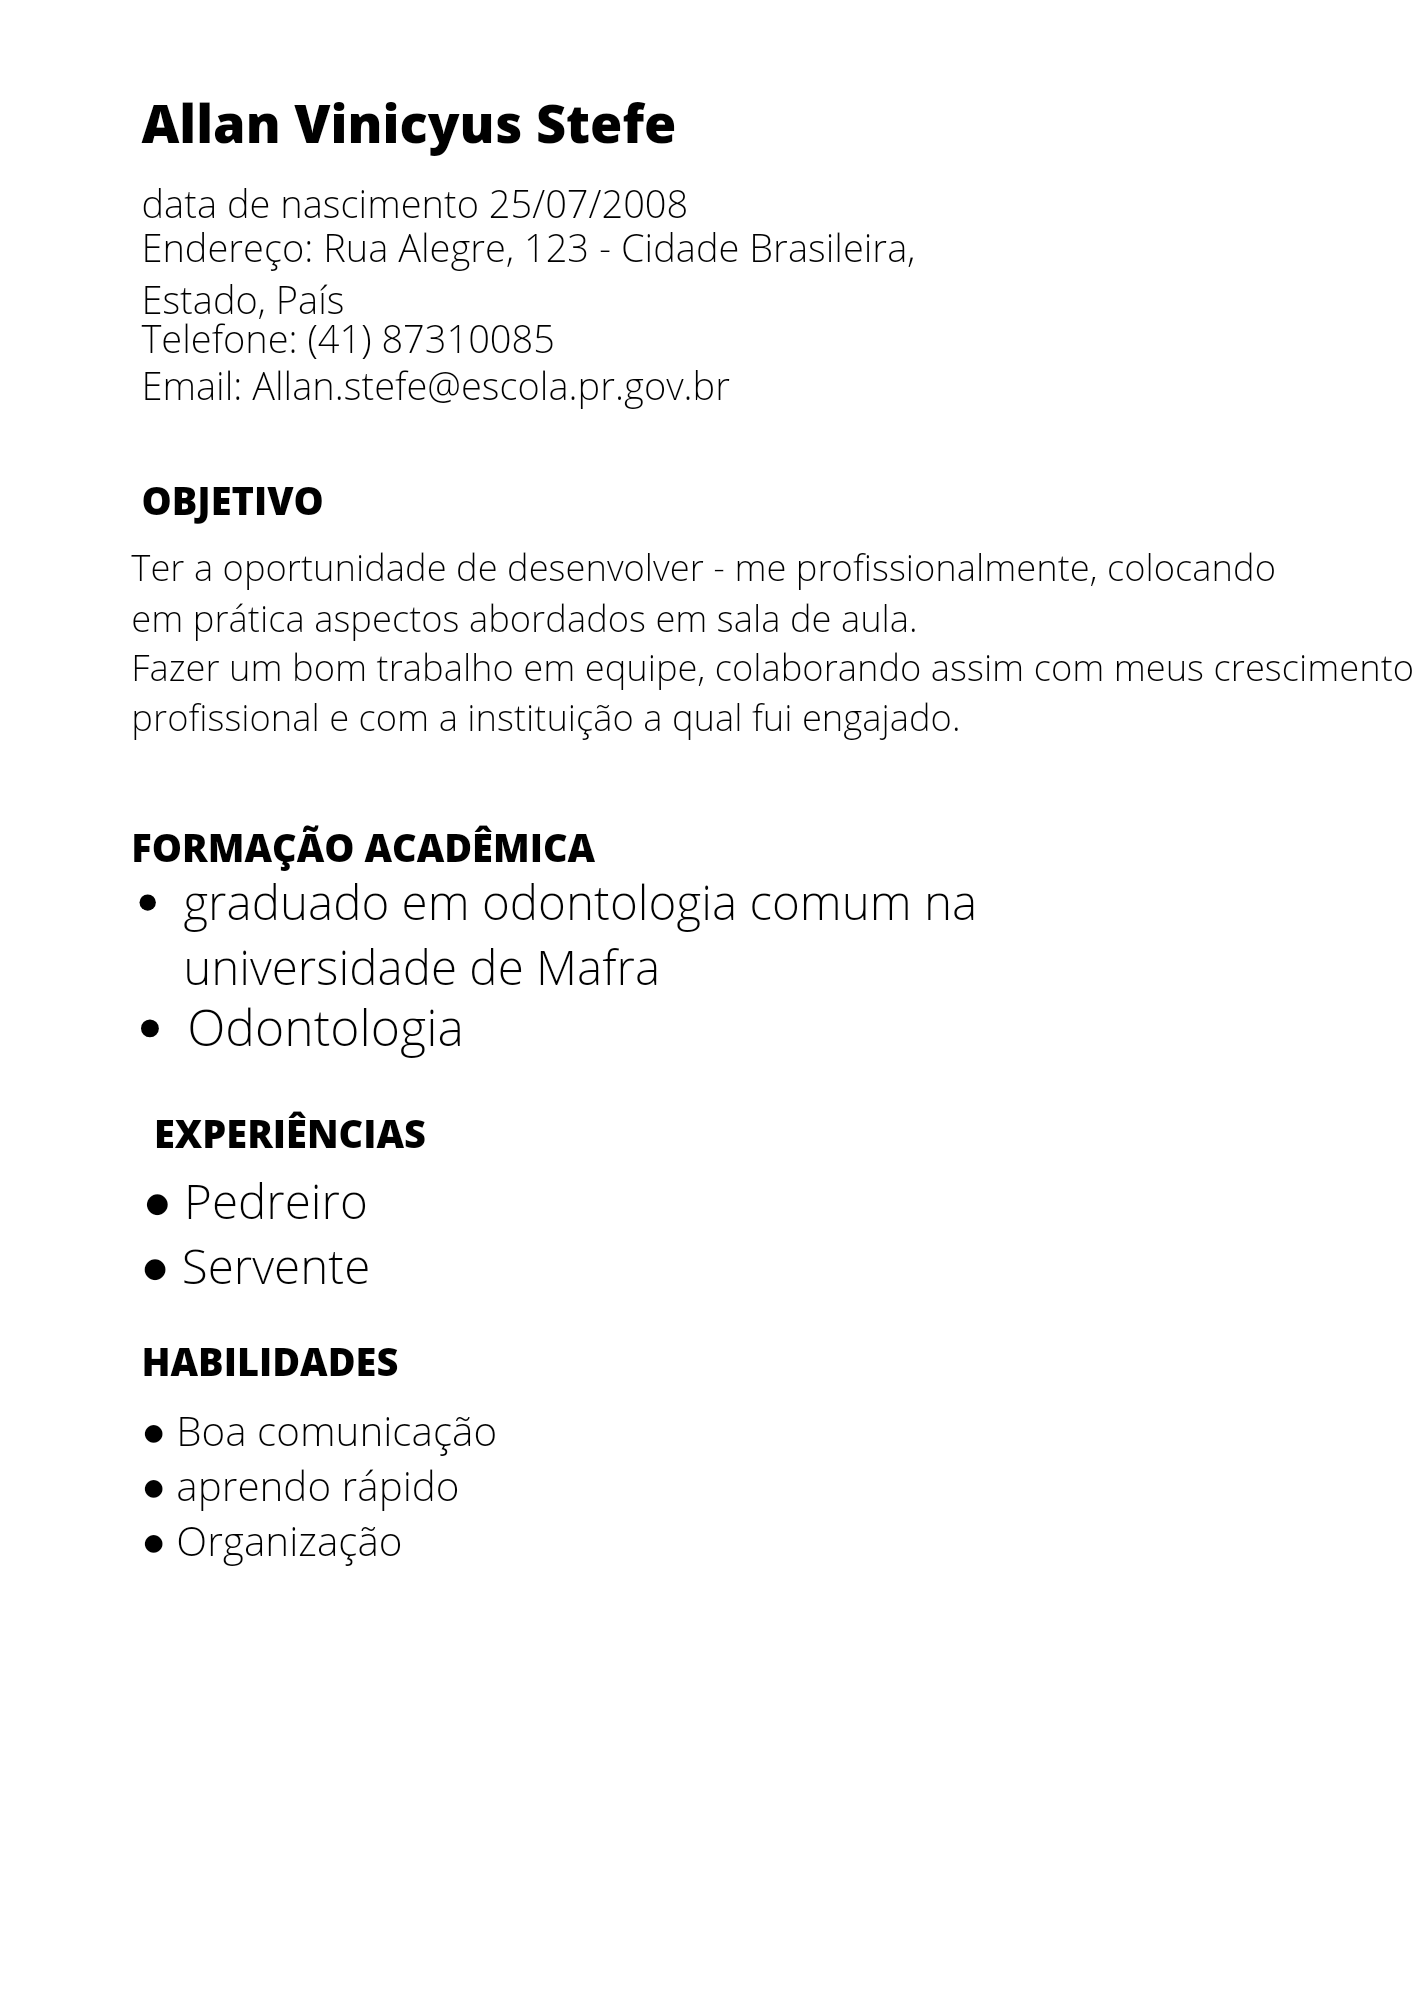 Allan Vinicyus Stefe
data de nascimento 25/07/2008
Endereço: Rua Alegre, 123 - Cidade Brasileira,
Estado, País
Telefone: (41) 87310085
Email: Allan.stefe@escola.pr.gov.br
OBJETIVO
Ter a oportunidade de desenvolver - me profissionalmente, colocando
em prática aspectos abordados em sala de aula.
Fazer um bom trabalho em equipe, colaborando assim com meus crescimento
profissional e com a instituição a qual fui engajado.
FORMAÇÃO ACADÊMICA
• graduado em odontologia comum na
universidade de Mafra
• Odontologia
EXPERIÊNCIAS
● Pedreiro
● Servente
HABILIDADES
● Boa comunicação
● aprendo rápido
● Organização